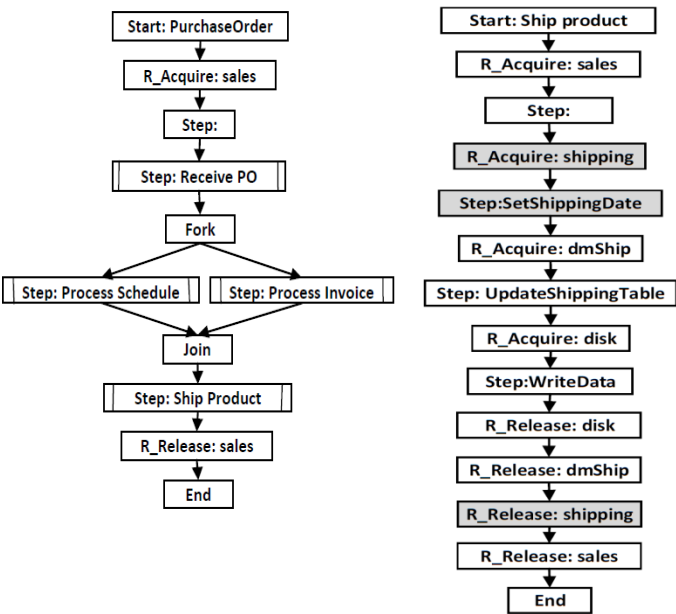 Start: PurchaseOrder
R_Acquire: sales
Step:
Step: Receive PO
Fork
Step: Process Schedule
Step: Process Invoice
Join
Step: Ship Product
R_Release: sales
End
Start: Ship product
R_Acquire: sales
Step:
R_Acquire: shipping
Step:SetShippingDate
R_Acquire: dmShip
Step: UpdateShippingTable
R_Acquire: disk
Step:WriteData
R_Release: disk
R_Release: dmShip
R_Release: shipping
R_Release: sales
End